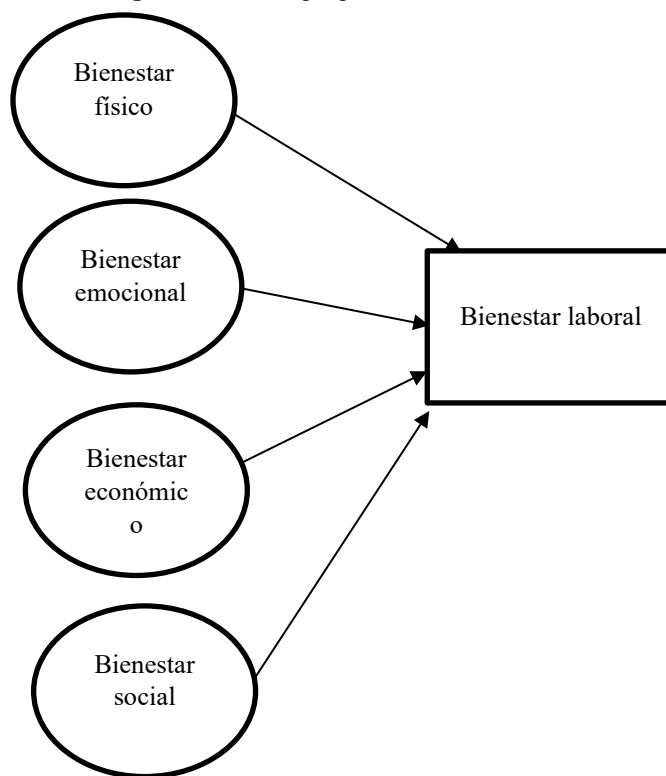 Bienestar
físico
Bienestar
emocional
Bienestar laboral
Bienestar
económic
o
Bienestar
social